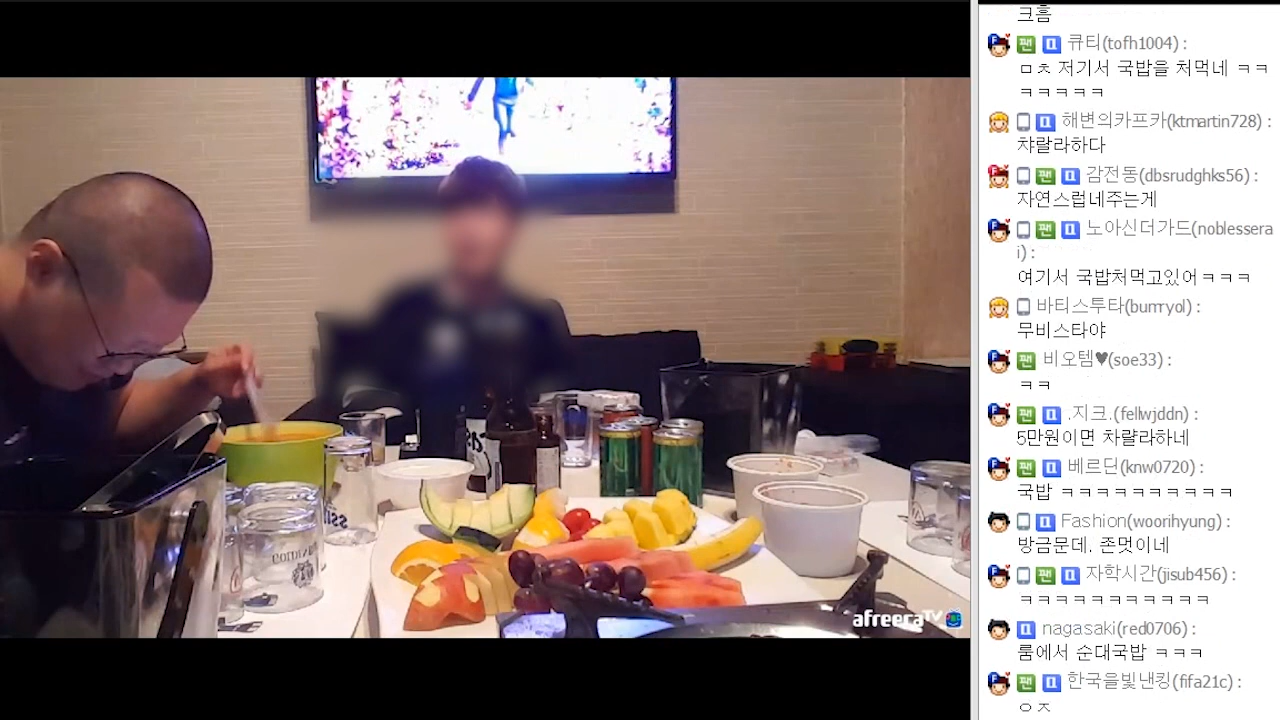 크흠
큐티(tofh1004) :
ㅁㅊ 저기서 국밥을 처먹네 ㅋㅋ
ㅋㅋㅋㅋㅋ
해변의카프카(ktmartin728) :
챠랄라하다
감전동(dbsrudghks56) :
자연스럽네주는게
노아신더가드(noblessera
i) :
여기서 국밥처먹고있어ㅋㅋㅋ
바티스투타(burrryol) :
무비스타야
비오템♥(soe33) :
ㅋㅋ
.지크.(fellwjddn) :
5만원이면 차랄라하네
베르딘(knw0720) :
국밥 ㅋㅋㅋㅋㅋㅋㅋㅋㅋㅋ
Fashion(woorihyung) :
방금문데. 존멋이네
자학시간(jisub456) :
ㅋㅋㅋㅋㅋㅋㅋㅋㅋㅋㅋ
nagasaki(red0706) :
룸에서 순대국밥 ㅋㅋㅋ
한국을빛낸킹(fifa21c) :
ㅇㅈ
afreecaTV